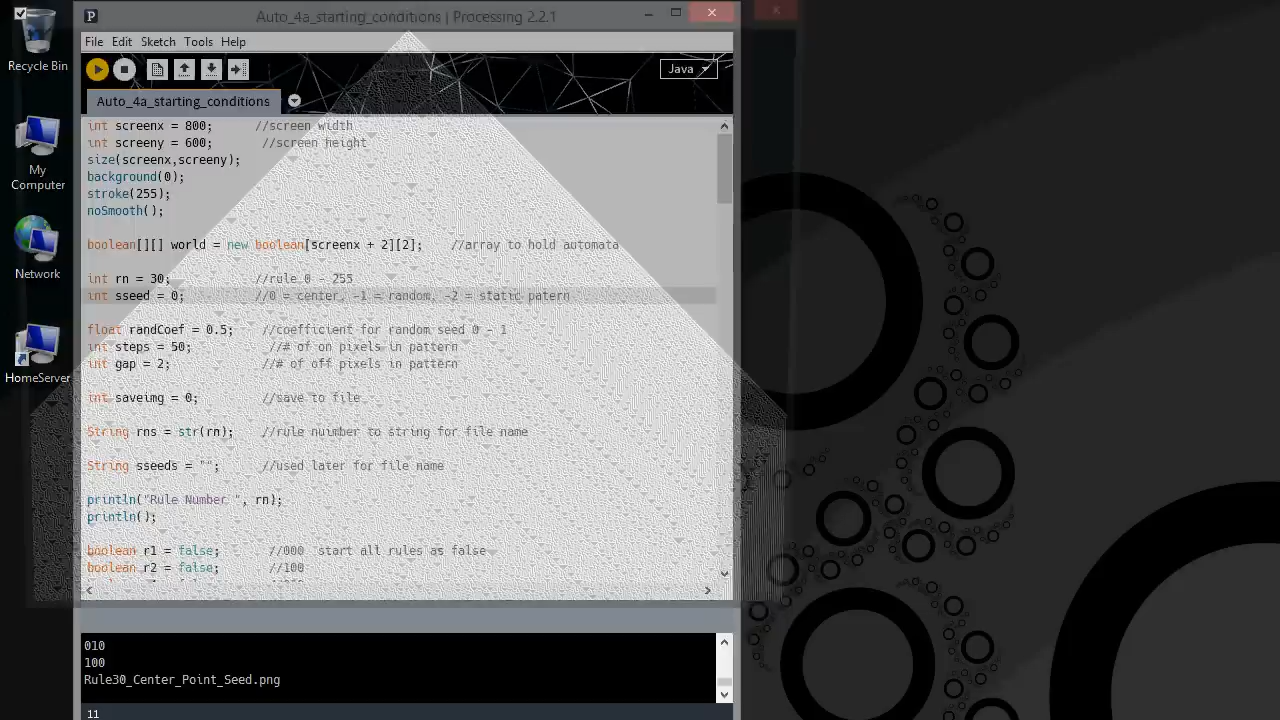 Auto_4a_starting_conditions | Processing 2.2.1
Recycle Bin
My Computer
Network
HomeServer
File Edit Sketch Tools Help
Java
Auto_4a_starting_conditions
int screenx = 800; //screen width
int screeny = 600; //screen height
size(screenx,screeny);
background(0);
stroke(255);
noSmooth();
boolean[][] world = new boolean[screenx + 2][2]; //array to hold automata
int rn = 30; //rule 0 - 255
int sseed = 0; //0 = center, -1 = random, -2 = static patern
float randCoef = 0.5; //coefficient for random seed 0 - 1
int steps = 50; //# of on pixels in pattern
int gap = 2; //# of off pixels in pattern
int saveimg = 0; //save to file
String rns = str(rn); //rule number to string for file name
String sseeds = ""; //used later for file name
println("Rule Number ", rn);
println();
boolean r1 = false; //000 start all rules as false
boolean r2 = false; //100
010
100
Rule30_Center_Point_Seed.png
11